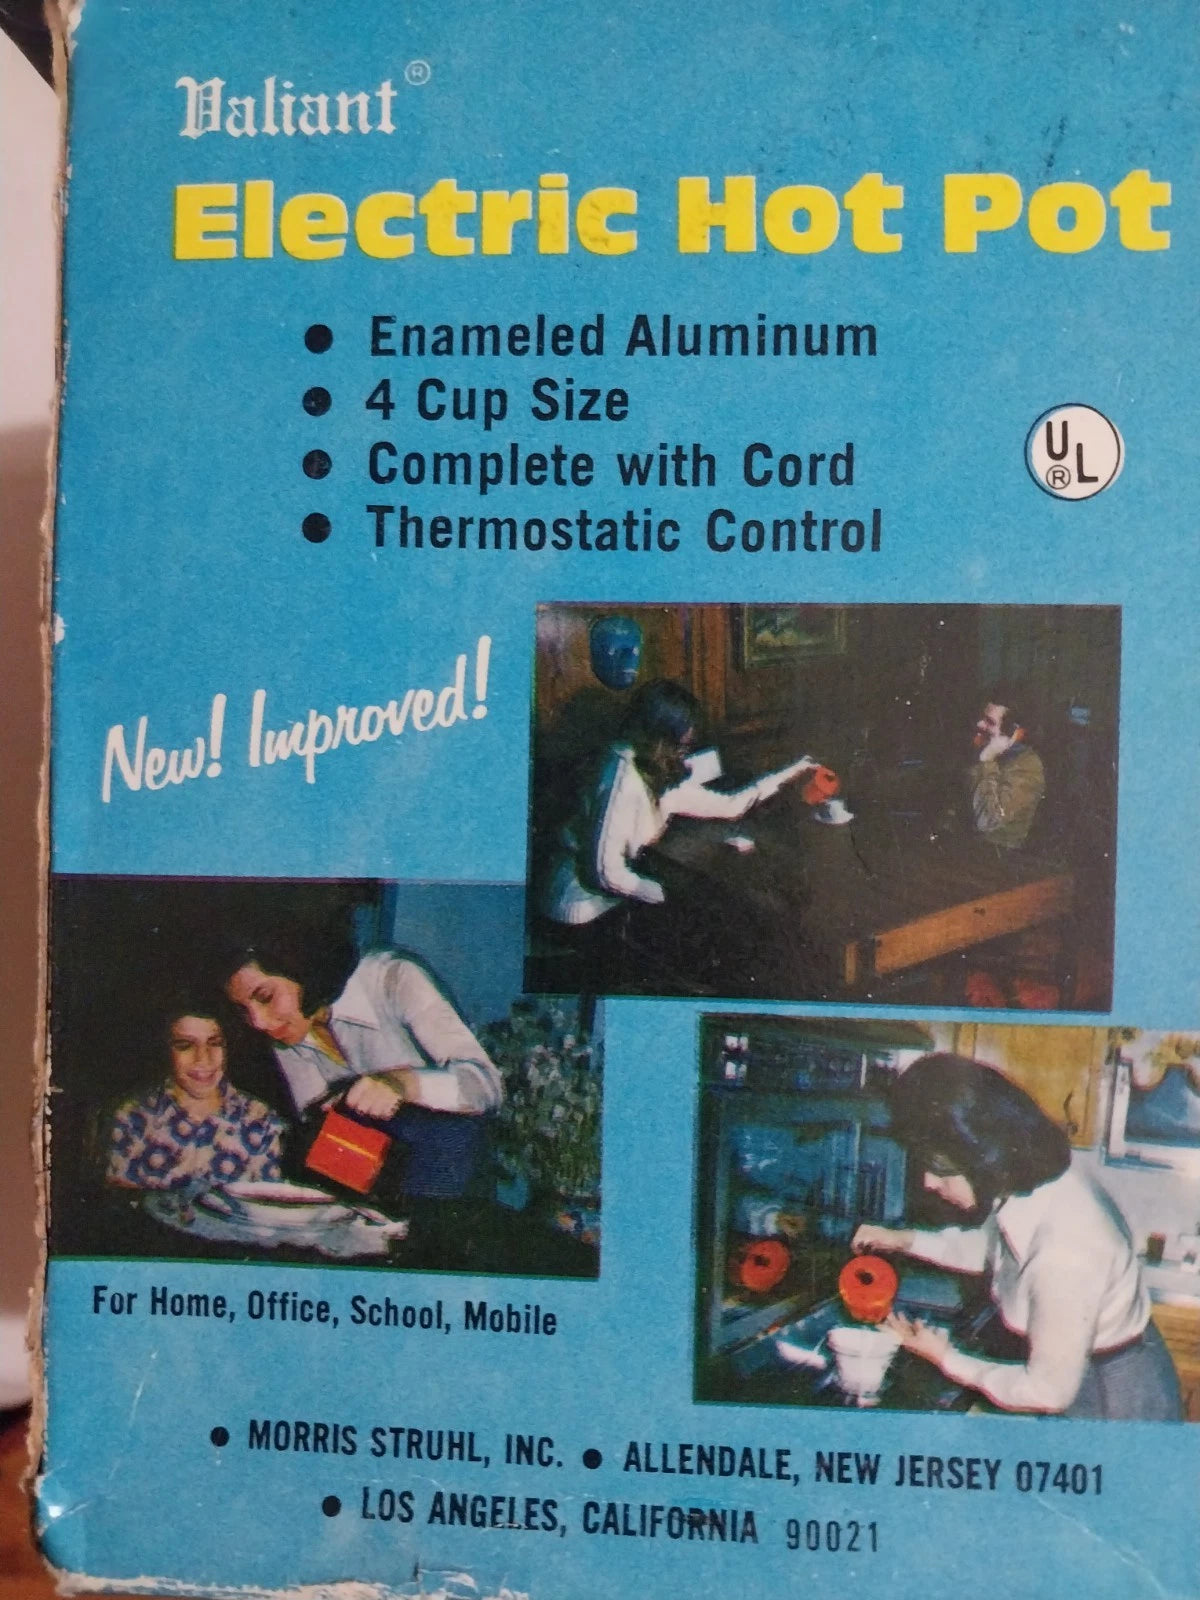 Valiant®
Electric Hot Pot
• Enameled Aluminum
• 4 Cup Size
• Complete with Cord
• Thermostatic Control
UL®
New! Improved!
For Home, Office, School, Mobile
• MORRIS STRUHL, INC. • ALLENDALE, NEW JERSEY 07401
• LOS ANGELES, CALIFORNIA 90021